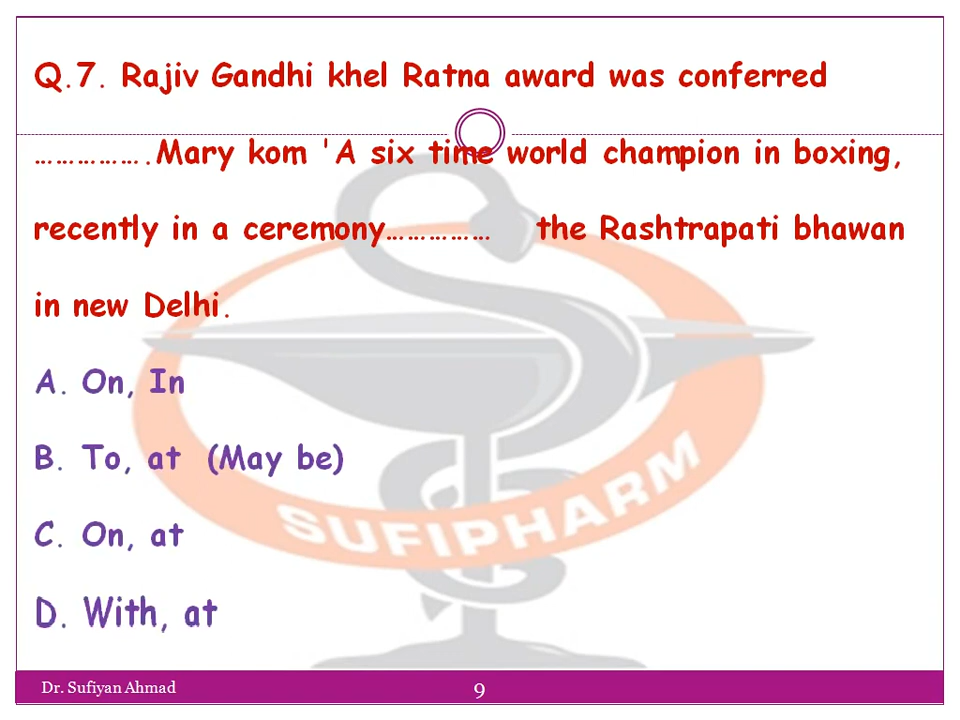 Q.7. Rajiv Gandhi khel Ratna award was conferred
…………….Mary kom 'A six time world champion in boxing,
recently in a ceremony…………… the Rashtrapati bhawan
in new Delhi.
A. On, In
B. To, at (May be)
C. On, at
D. With, at
SUFIPHARM
Dr. Sufiyan Ahmad
9